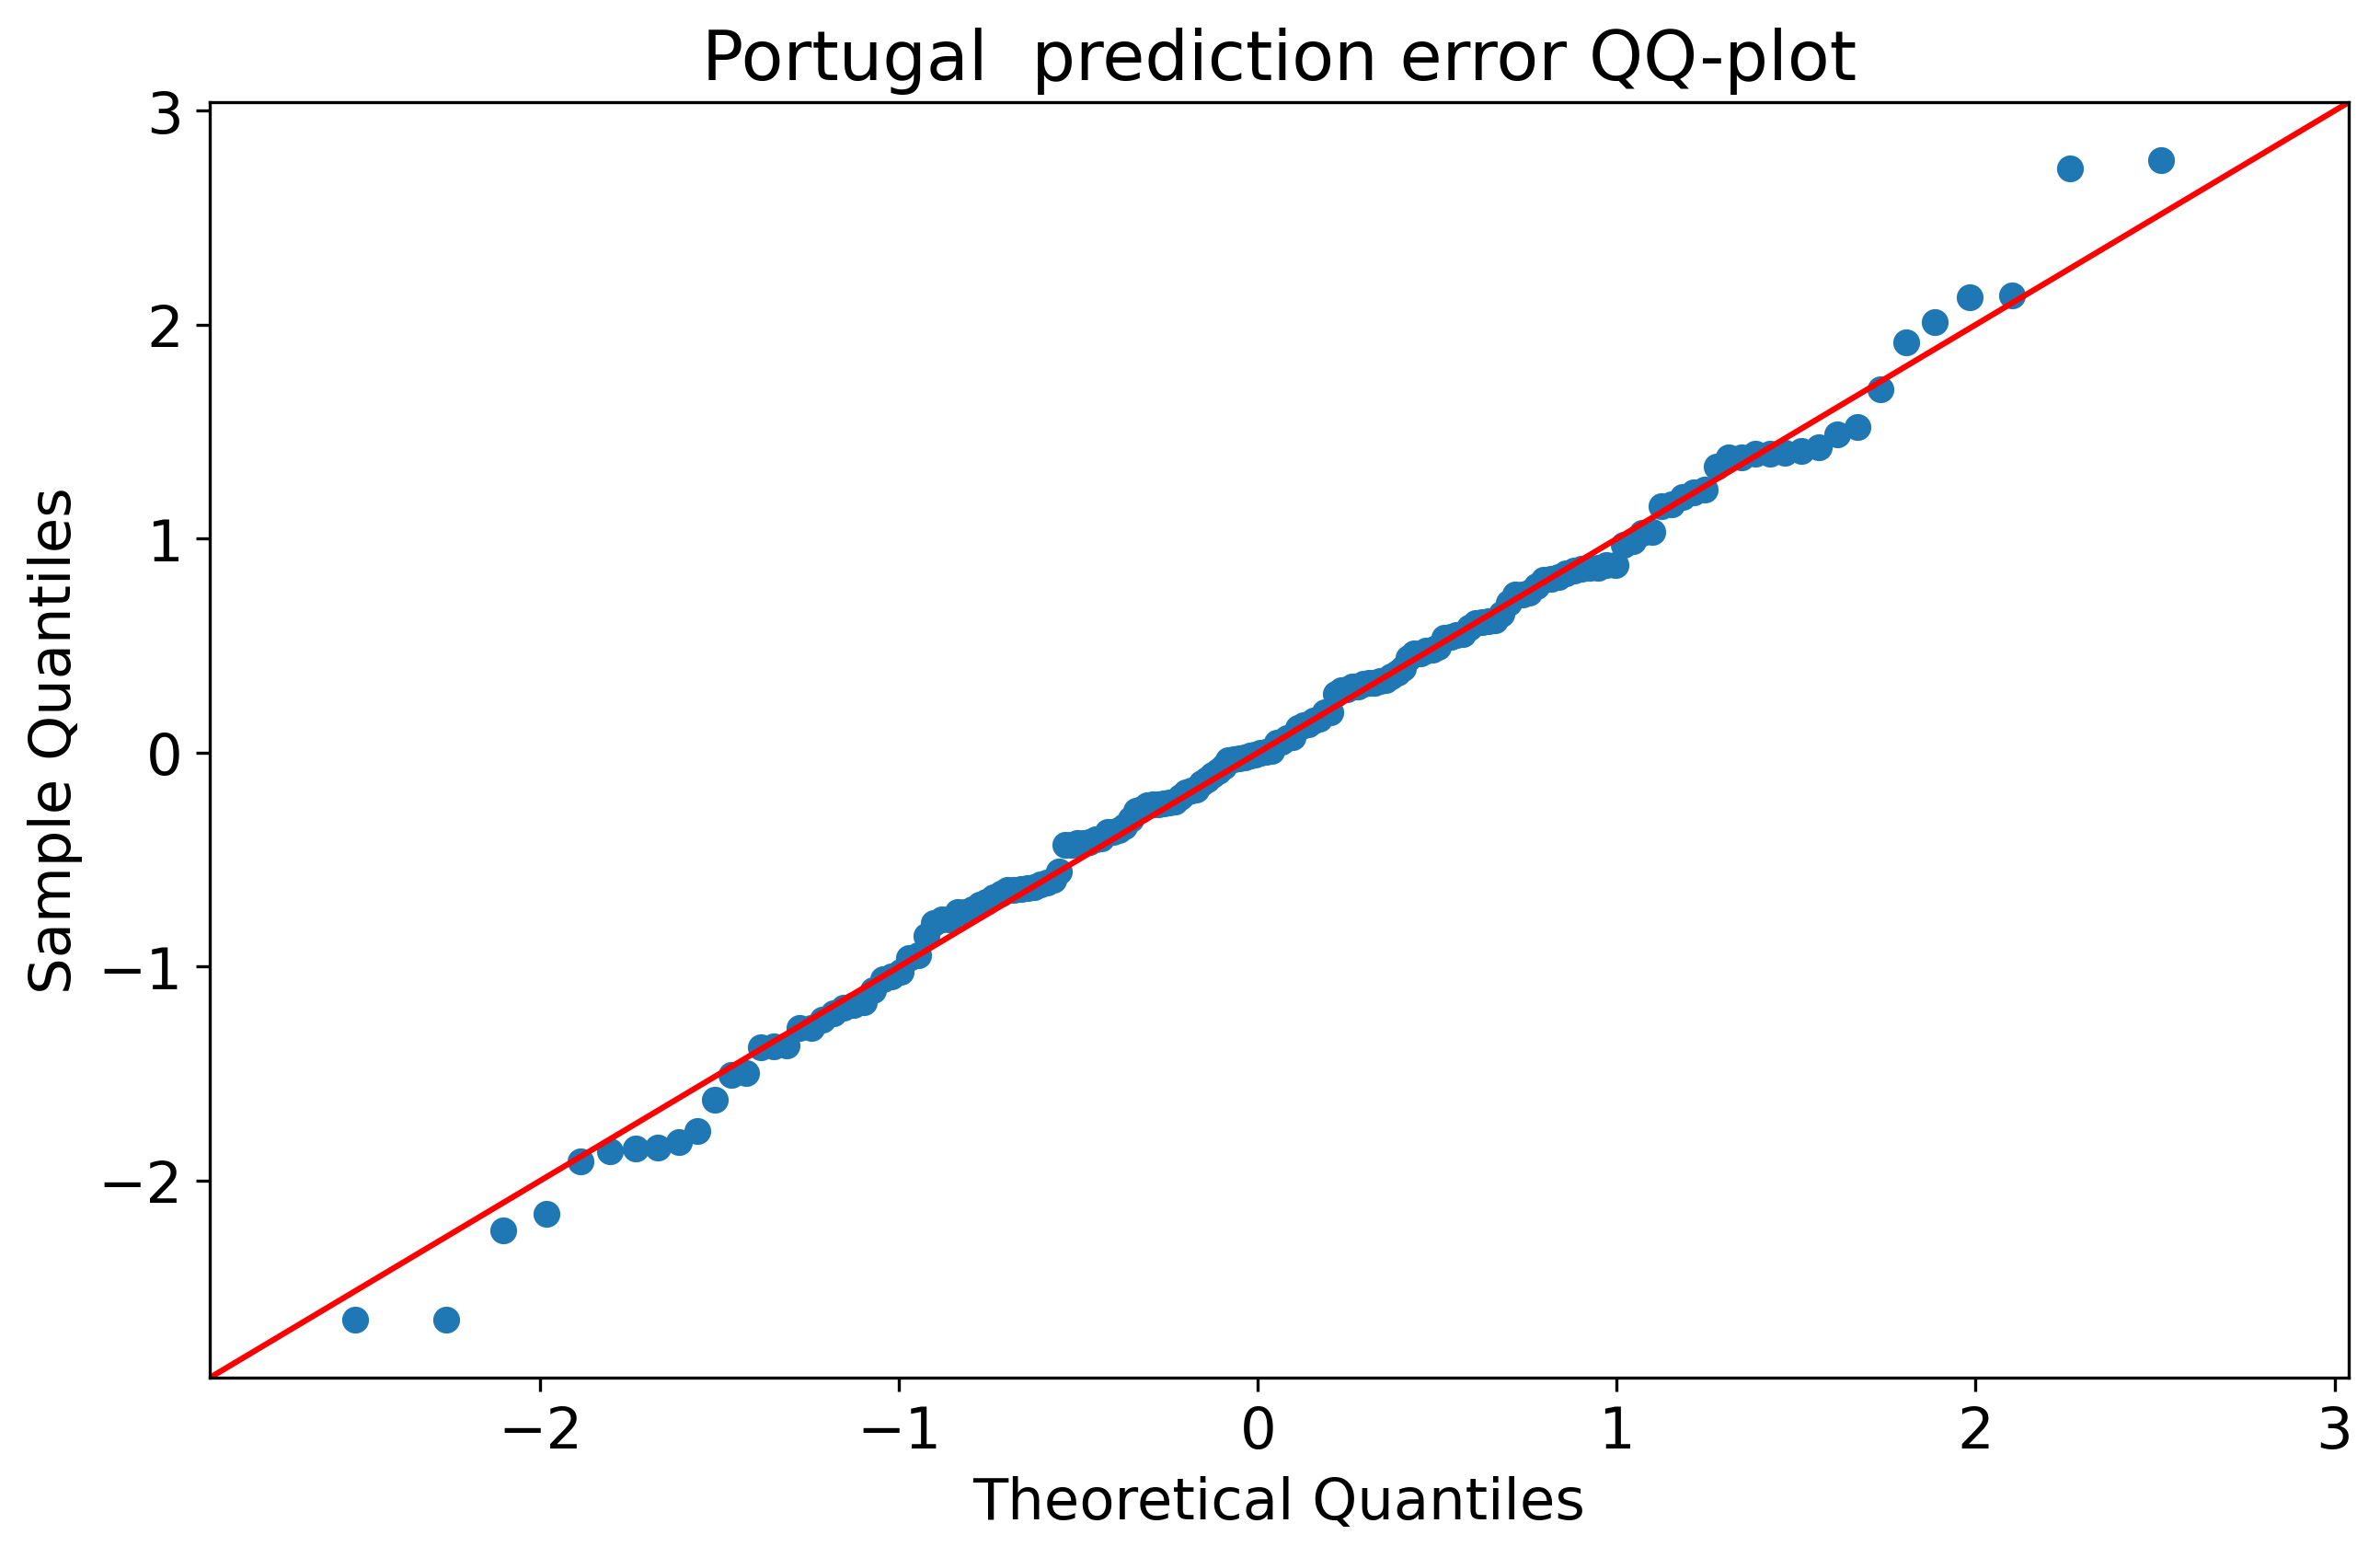 Portugal  prediction error QQ-plot
3
2
1
0
−1
−2
Sample Quantiles
−2 −1 0 1 2 3
Theoretical Quantiles